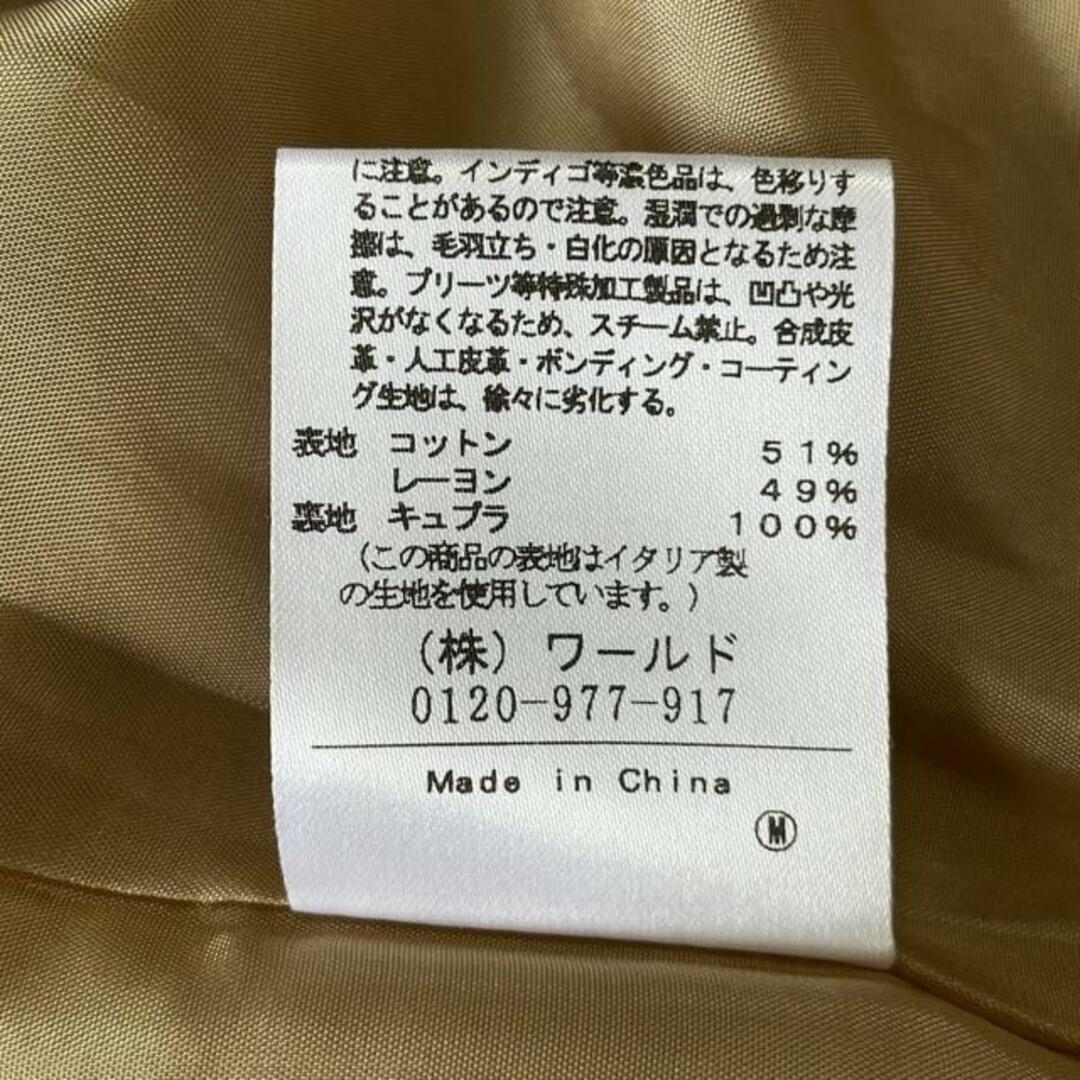 に注意。インディゴ等濃色品は、色移りす
ることがあるので注意。湿潤での過剰な摩
擦は、毛羽立ち・白化の原因となるため注
意。プリーツ等特殊加工製品は、凹凸や光
沢がなくなるため、スチーム禁止。合成皮
革・人工皮革・ボンディング・コーティン
グ生地は、徐々に劣化する。
表地 コットン 51%
レーヨン 49%
裏地 キュプラ 100%
(この商品の表地はイタリア製
の生地を使用しています。)
(株) ワールド
0120-977-917
Made in China
Ⓜ